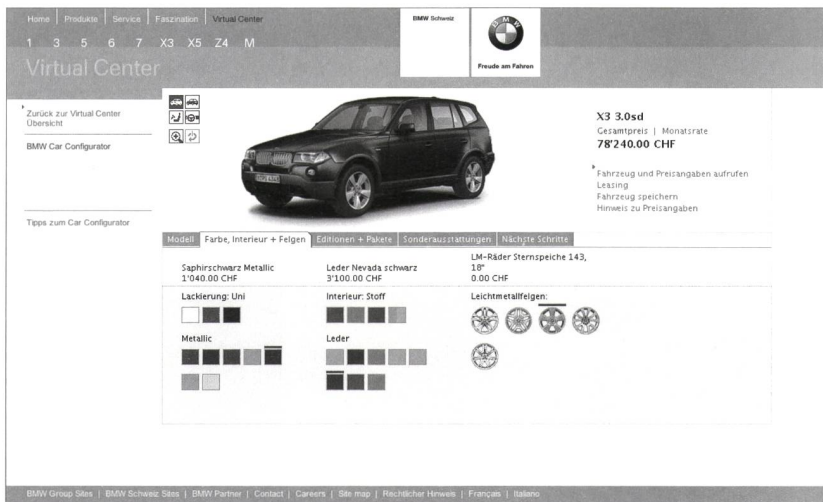 Home | Produkte | Service | Faszination | Virtual Center
BMW Schweiz
BMW
1 3 5 6 7 X3 X5 Z4 M
Freude am Fahren
Virtual Center
Zurück zur Virtual Center
Übersicht
BMW Car Configurator
Tipps zum Car Configurator
X3 3.0sd
Gesamtpreis | Monatsrate
78'240.00 CHF
Fahrzeug und Preisangaben aufrufen
Leasing
Fahrzeug speichern
Hinweis zu Preisangaben
Modell | Farbe, Interieur + Felgen | Editionen + Pakete | Sonderausstattungen | Nächste Schritte
Saphirschwarz Metallic
1'040.00 CHF
Leder Nevada schwarz
3'100.00 CHF
LM-Räder Sternspeiche 143,
18"
0.00 CHF
Lackierung: Uni
Interieur: Stoff
Leichtmetallfelgen:
Metallic
Leder
BMW Group Sites | BMW Schweiz Sites | BMW Partner | Contact | Careers | Site map | Rechtlicher Hinweis | Français | Italiano